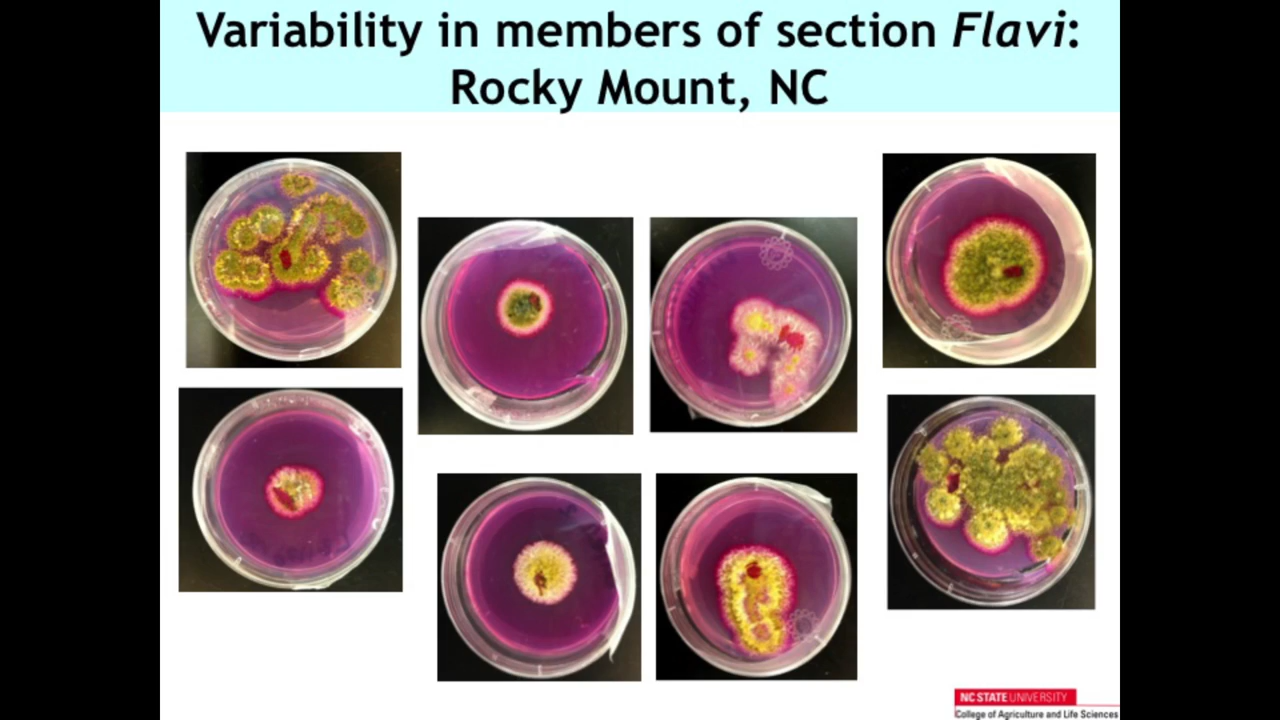 Variability in members of section Flavi:
Rocky Mount, NC
NC STATE UNIVERSITY
College of Agriculture and Life Sciences